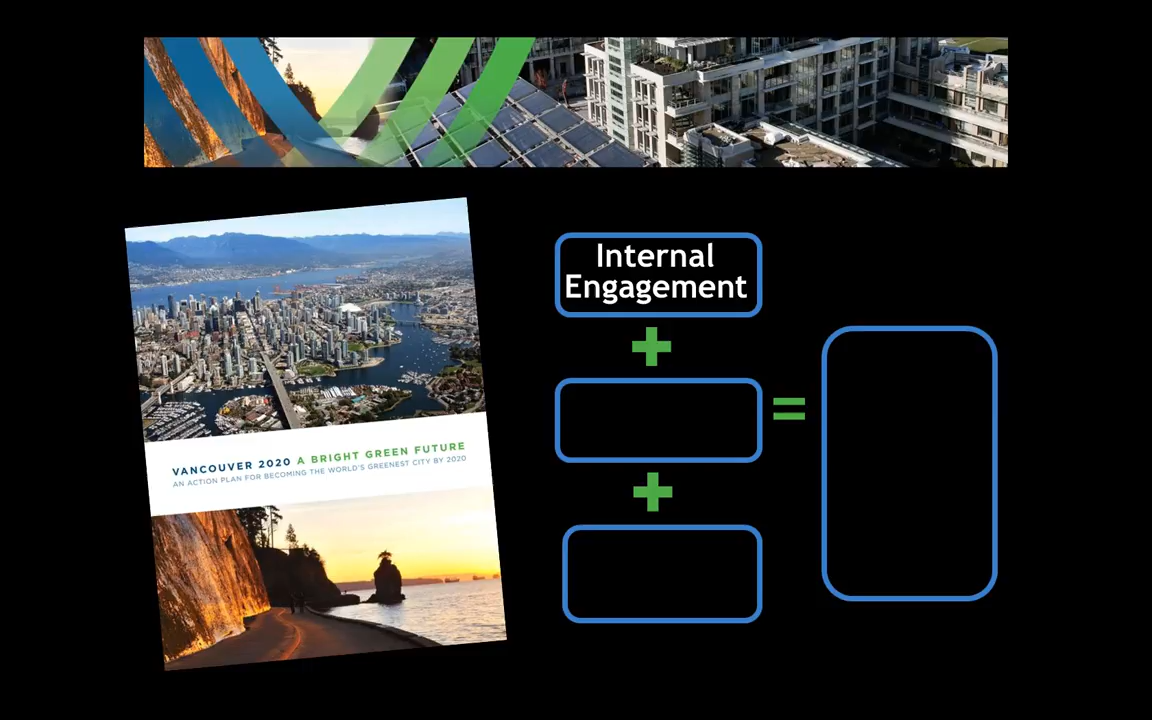 VANCOUVER 2020 A BRIGHT GREEN FUTURE
AN ACTION PLAN FOR BECOMING THE WORLD'S GREENEST CITY BY 2020
Internal
Engagement
+
+
=